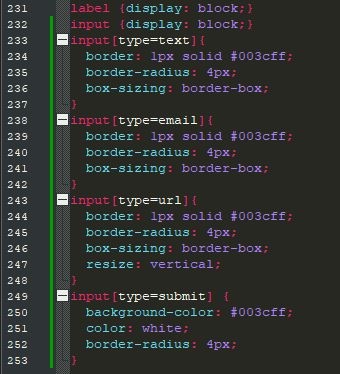 231 label {display: block;}
232 input {display: block;}
233 input[type=text]{
234 border: 1px solid #003cff;
235 border-radius: 4px;
236 box-sizing: border-box;
237 }
238 input[type=email]{
239 border: 1px solid #003cff;
240 border-radius: 4px;
241 box-sizing: border-box;
242 }
243 input[type=url]{
244 border: 1px solid #003cff;
245 border-radius: 4px;
246 box-sizing: border-box;
247 resize: vertical;
248 }
249 input[type=submit] {
250 background-color: #003cff;
251 color: white;
252 border-radius: 4px;
253 }